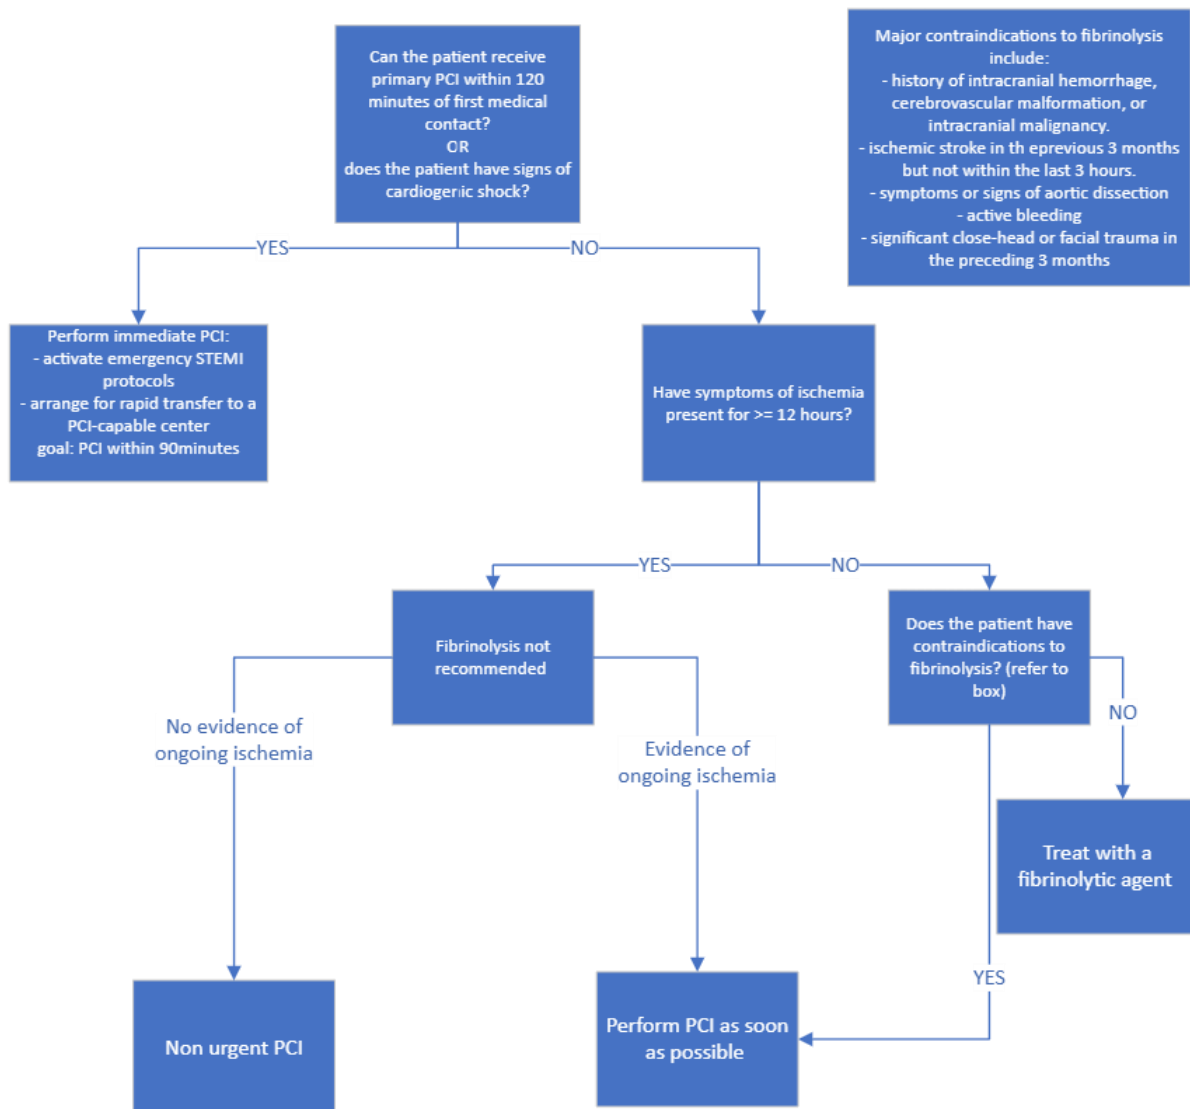 Can the patient receive
primary PCI within 120
minutes of first medical
contact?
OR
does the patient have signs of
cardiogenic shock?
Major contraindications to fibrinolysis
include:
- history of intracranial hemorrhage,
cerebrovascular malformation, or
intracranial malignancy.
- ischemic stroke in th eprevious 3 months
but not within the last 3 hours.
- symptoms or signs of aortic dissection
- active bleeding
- significant close-head or facial trauma in
the preceding 3 months
YES
NO
Perform immediate PCI:
- activate emergency STEMI
protocols
- arrange for rapid transfer to a
PCI-capable center
goal: PCI within 90minutes
Have symptoms of ischemia
present for >= 12 hours?
YES
NO
Fibrinolysis not
recommended
Does the patient have
contraindications to
fibrinolysis? (refer to
box)
No evidence of
ongoing ischemia
Evidence of
ongoing ischemia
NO
Treat with a
fibrinolytic agent
YES
Non urgent PCI
Perform PCI as soon
as possible